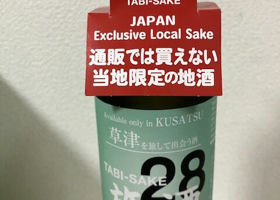 TABI-SAKE
JAPAN
Exclusive Local Sake
通販では買えない
当地限定の地酒
Available only in KUSATSU
草津を旅して出会う酒
28
TABI-SAKE